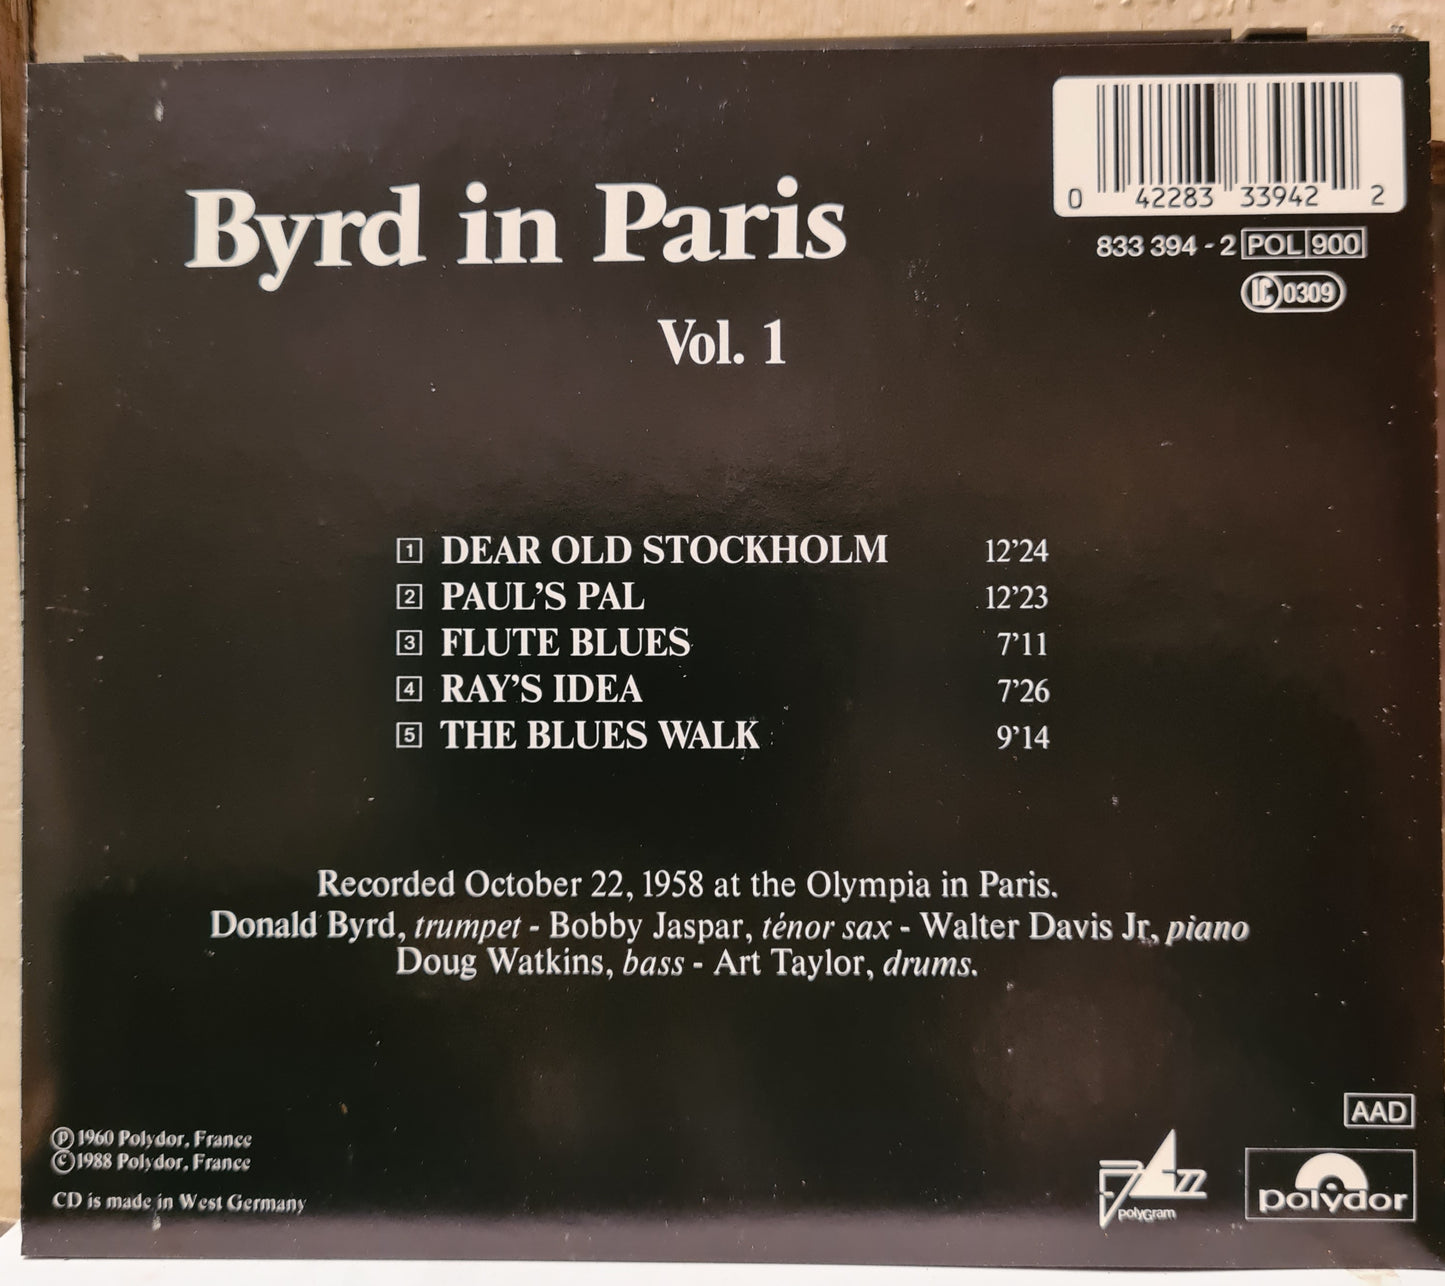 0 42283 33942 2
833 394 - 2 POL 900
LC 0309
Byrd in Paris
Vol. 1
1 DEAR OLD STOCKHOLM 12’24
2 PAUL’S PAL 12’23
3 FLUTE BLUES 7’11
4 RAY’S IDEA 7’26
5 THE BLUES WALK 9’14
Recorded October 22, 1958 at the Olympia in Paris.
Donald Byrd, trumpet - Bobby Jaspar, ténor sax - Walter Davis Jr., piano
Doug Watkins, bass - Art Taylor, drums.
AAD
Ⓟ 1960 Polydor, France
© 1988 Polydor, France
CD is made in West Germany
JAZZ
polyGram
polydor